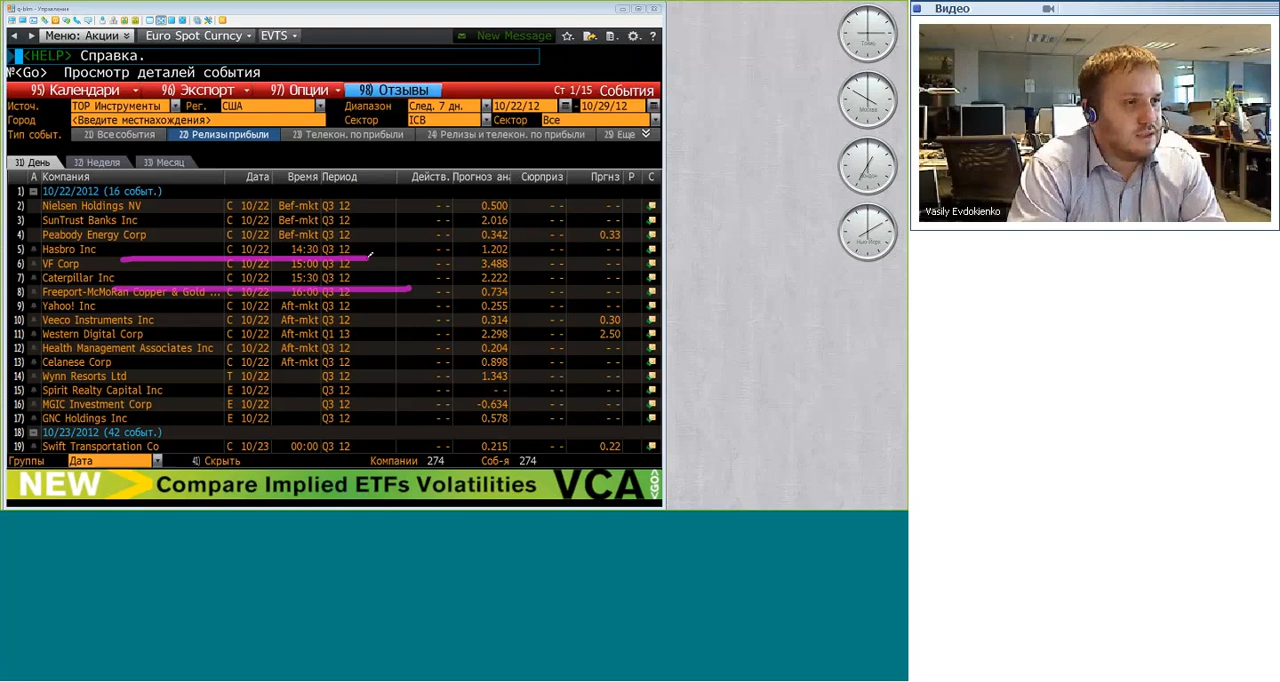 q-blm - Управление
Меню: Акции Euro Spot Curncy EVTS New Message
<HELP> Справка.
№<Go> Просмотр деталей события
95) Календари 96) Экспорт 97) Опции 98) Отзывы Ст 1/15 События
Источ. TOP Инструменты Рег. США Диапазон След. 7 дн. 10/22/12 - 10/29/12
Город <Введите местнахождения> Сектор ICB Сектор Все
Тип событ. 21) Все события 22) Релизы прибыли 23) Телекон. по прибыли 24) Релизы и телекон. по прибыли 29) Еще
31) День 32) Неделя 33) Месяц
А Компания Дата Время Период Действ. Прогноз ана Сюрприз Пргнз P C
1) 10/22/2012 (16 событ.)
2) Nielsen Holdings NV C 10/22 Bef-mkt Q3 12 - - 0.500 - -
3) SunTrust Banks Inc C 10/22 Bef-mkt Q3 12 - - 2.016 - -
4) Peabody Energy Corp C 10/22 Bef-mkt Q3 12 - - 0.342 - - 0.33
5) Hasbro Inc C 10/22 14:30 Q3 12 - - 1.202 - -
6) VF Corp C 10/22 15:00 Q3 12 - - 3.488 - -
7) Caterpillar Inc C 10/22 15:30 Q3 12 - - 2.222 - -
8) Freeport-McMoRan Copper & Gold ... C 10/22 16:00 Q3 12 - - 0.734 - -
9) Yahoo! Inc C 10/22 Aft-mkt Q3 12 - - 0.255 - -
10) Veeco Instruments Inc C 10/22 Aft-mkt Q3 12 - - 0.314 - - 0.30
11) Western Digital Corp C 10/22 Aft-mkt Q1 13 - - 2.298 - - 2.50
12) Health Management Associates Inc C 10/22 Aft-mkt Q3 12 - - 0.204 - -
13) Celanese Corp C 10/22 Aft-mkt Q3 12 - - 0.898 - -
14) Wynn Resorts Ltd T 10/22 Q3 12 - - 1.343 - -
15) Spirit Realty Capital Inc E 10/22 Q3 12 - - - - - -
16) MGIC Investment Corp E 10/22 Q3 12 - - -0.634 - -
17) GNC Holdings Inc E 10/22 Q3 12 - - 0.578 - -
18) 10/23/2012 (42 событ.)
19) Swift Transportation Co C 10/23 00:00 Q3 12 - - 0.215 - - 0.22
Группы Дата 4) Скрыть Компании 274 Соб-я 274
NEW Compare Implied ETFs Volatilities VCA <GO>
Токио
Москва
Лондон
Нью-Йорк
Видео
Vasily Evdokienko